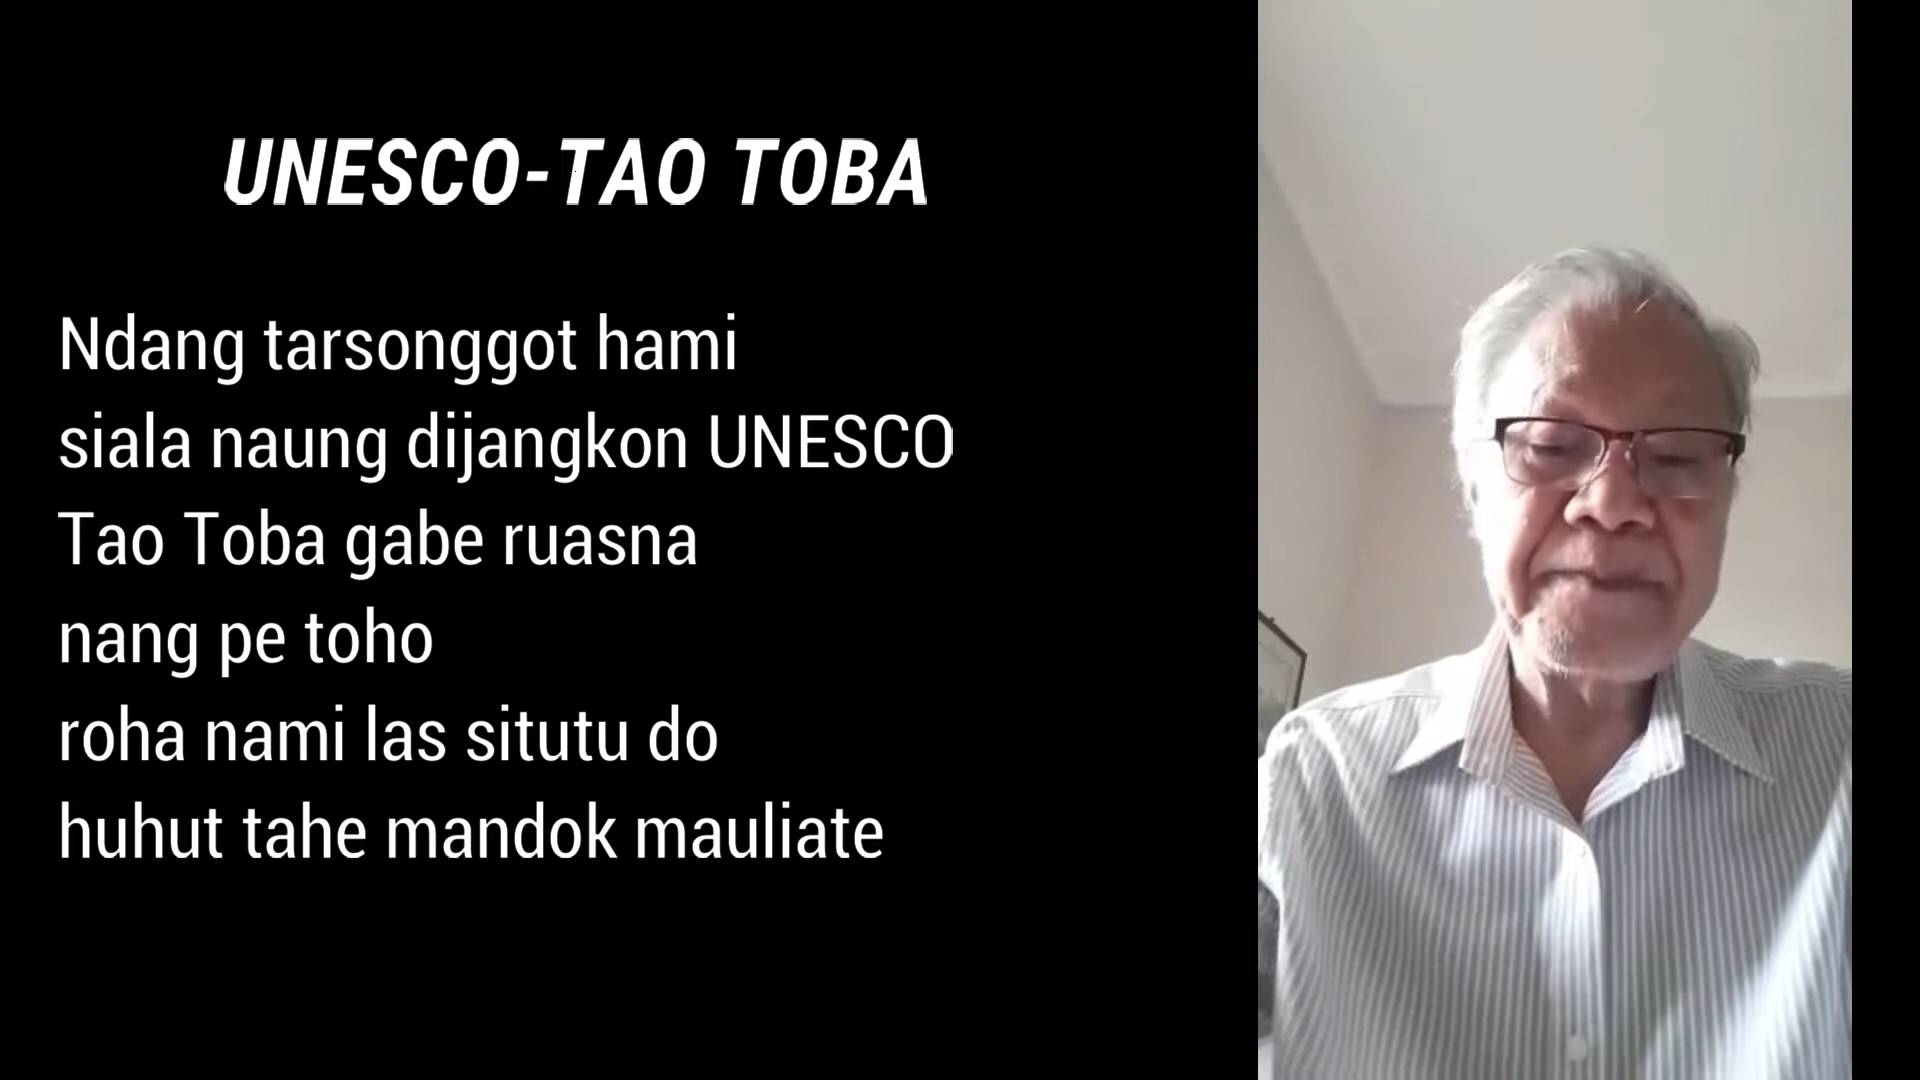 UNESCO-TAO TOBA
Ndang tarsonggot hami
siala naung dijangkon UNESCO
Tao Toba gabe ruasna
nang pe toho
roha nami las situtu do
huhut tahe mandok mauliate